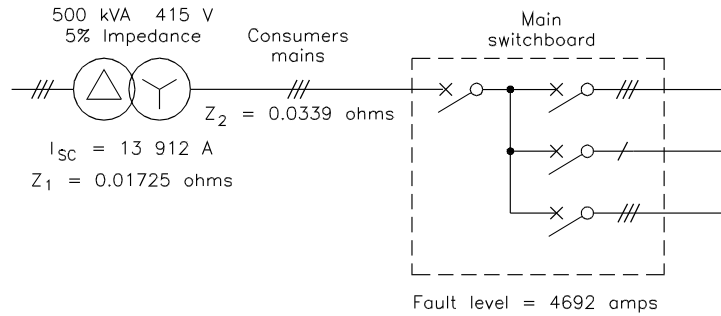 500 kVA 415 V
5% Impedance
Consumers
mains
Main
switchboard
Z2 = 0.0339 ohms
ISC = 13 912 A
Z1 = 0.01725 ohms
Fault level = 4692 amps